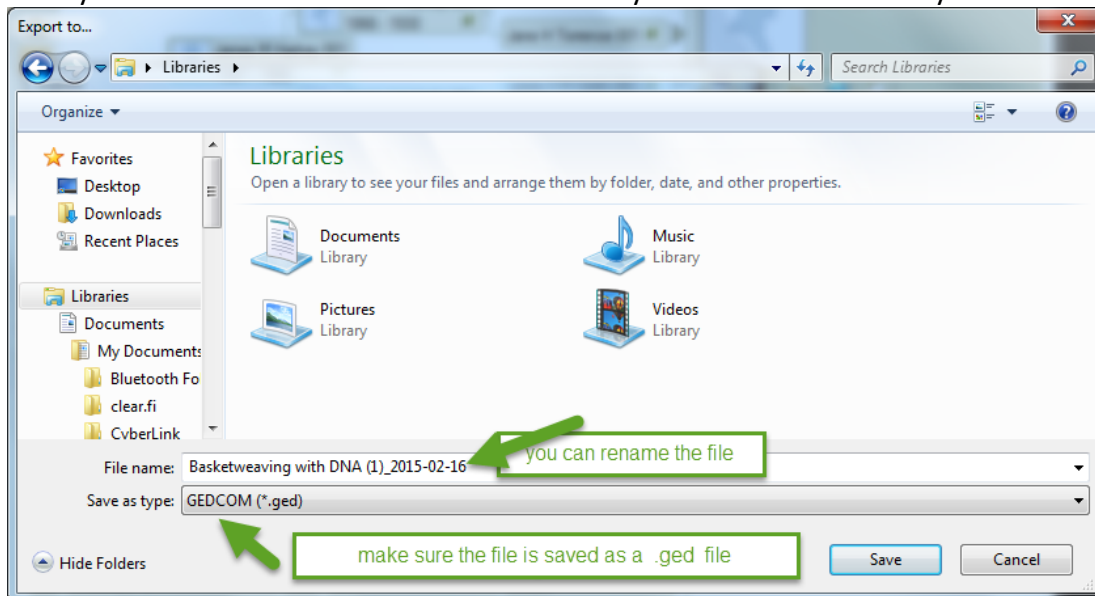 Export to...
Libraries
Search Libraries
Organize
Favorites
Desktop
Downloads
Recent Places
Libraries
Documents
My Documents
Bluetooth Fo
clear.fi
CyberLink
Libraries
Open a library to see your files and arrange them by folder, date, and other properties.
Documents
Library
Music
Library
Pictures
Library
Videos
Library
you can rename the file
File name: Basketweaving with DNA (1)_2015-02-16
Save as type: GEDCOM (*.ged)
make sure the file is saved as a .ged file
Hide Folders
Save
Cancel